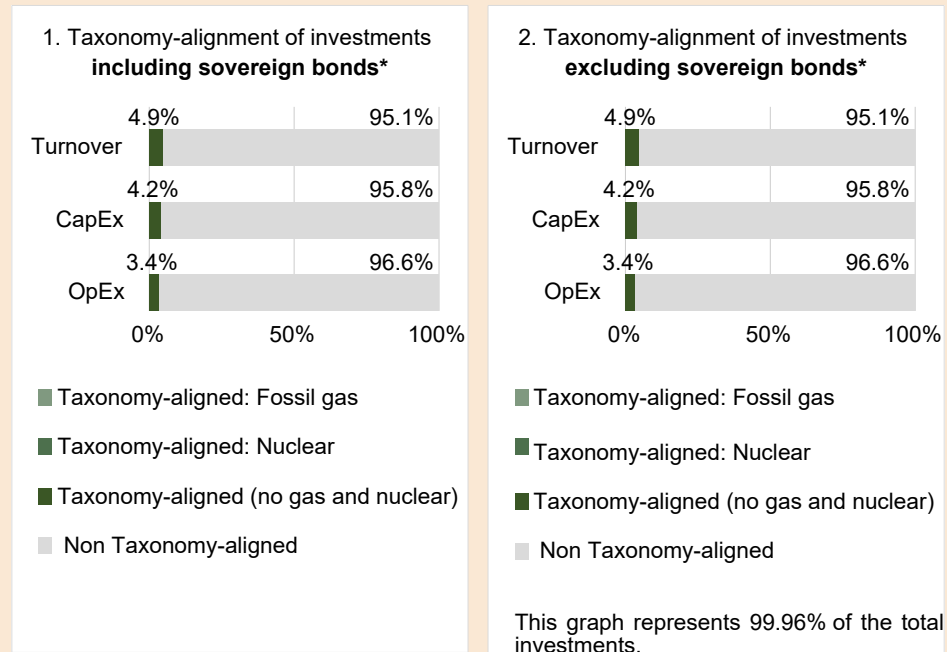 1. Taxonomy-alignment of investments
including sovereign bonds*
4.9% 95.1%
Turnover
4.2% 95.8%
CapEx
3.4% 96.6%
OpEx
0% 50% 100%
Taxonomy-aligned: Fossil gas
Taxonomy-aligned: Nuclear
Taxonomy-aligned (no gas and nuclear)
Non Taxonomy-aligned
2. Taxonomy-alignment of investments
excluding sovereign bonds*
4.9% 95.1%
Turnover
4.2% 95.8%
CapEx
3.4% 96.6%
OpEx
0% 50% 100%
Taxonomy-aligned: Fossil gas
Taxonomy-aligned: Nuclear
Taxonomy-aligned (no gas and nuclear)
Non Taxonomy-aligned
This graph represents 99.96% of the total
investments.